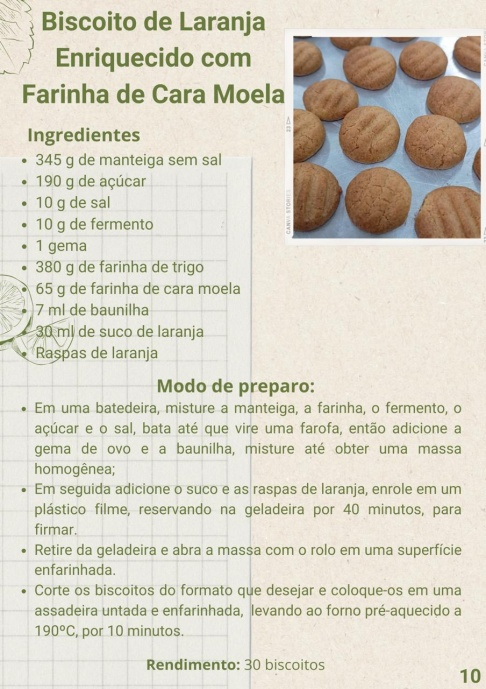 Biscoito de Laranja
Enriquecido com
Farinha de Cara Moela
Ingredientes
• 345 g de manteiga sem sal
• 190 g de açúcar
• 10 g de sal
• 10 g de fermento
• 1 gema
• 380 g de farinha de trigo
• 65 g de farinha de cara moela
• 7 ml de baunilha
• 30 ml de suco de laranja
• Raspas de laranja
Modo de preparo:
• Em uma batedeira, misture a manteiga, a farinha, o fermento, o
açúcar e o sal, bata até que vire uma farofa, então adicione a
gema de ovo e a baunilha, misture até obter uma massa
homogênea;
• Em seguida adicione o suco e as raspas de laranja, enrole em um
plástico filme, reservando na geladeira por 40 minutos, para
firmar.
• Retire da geladeira e abra a massa com o rolo em uma superfície
enfarinhada.
• Corte os biscoitos do formato que desejar e coloque-os em uma
assadeira untada e enfarinhada, levando ao forno pré-aquecido a
190ºC, por 10 minutos.
Rendimento: 30 biscoitos
10